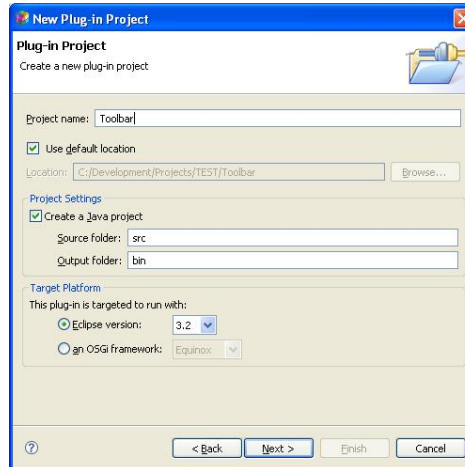 New Plug-in Project
Plug-in Project
Create a new plug-in project
Project name: Toolbar
Use default location
Location: C:/Development/Projects/TEST/Toolbar Browse...
Project Settings
Create a Java project
Source folder: src
Output folder: bin
Target Platform
This plug-in is targeted to run with:
Eclipse version: 3.2
an OSGi framework: Equinox
? < Back Next > Finish Cancel